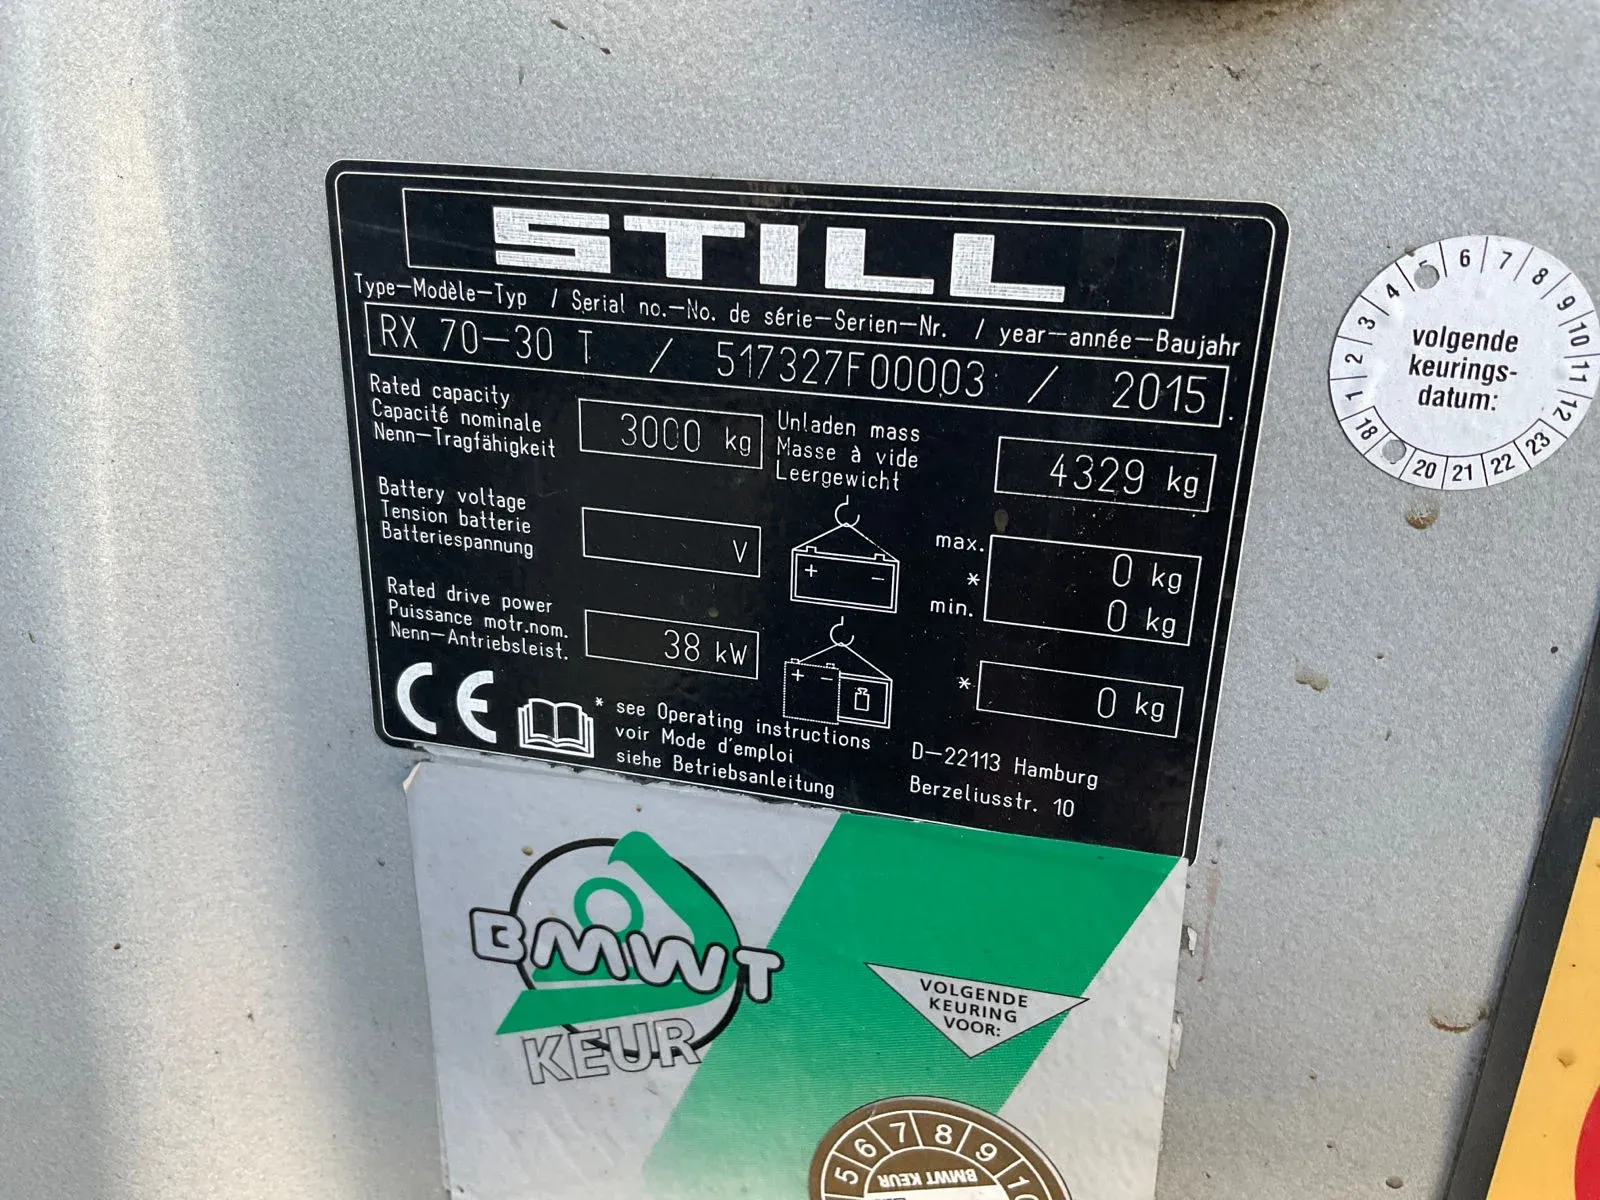 STILL
Type-Modèle-Typ / Serial no.-No. de série-Serien-Nr. / year-année-Baujahr
RX 70-30 T / 517327F00003 / 2015
Rated capacity
Capacité nominale
Nenn-Tragfähigkeit
3000 kg
Unladen mass
Masse à vide
Leergewicht
4329 kg
Battery voltage
Tension batterie
Batteriespannung
V
+ -
max.
*
min.
0 kg
0 kg
Rated drive power
Puissance motr.nom.
Nenn-Antriebsleist.
38 kW
+ -
*
0 kg
CE
* see Operating instructions
voir Mode d'emploi
siehe Betriebsanleitung
D-22113 Hamburg
Berzeliusstr. 10
1 2 3 4 5 6 7 8 9 10 11 12
volgende
keurings-
datum:
18 20 21 22 23
BMWT
KEUR
VOLGENDE
KEURING
VOOR:
5 6 7 8 9 10
BMWT KEUR